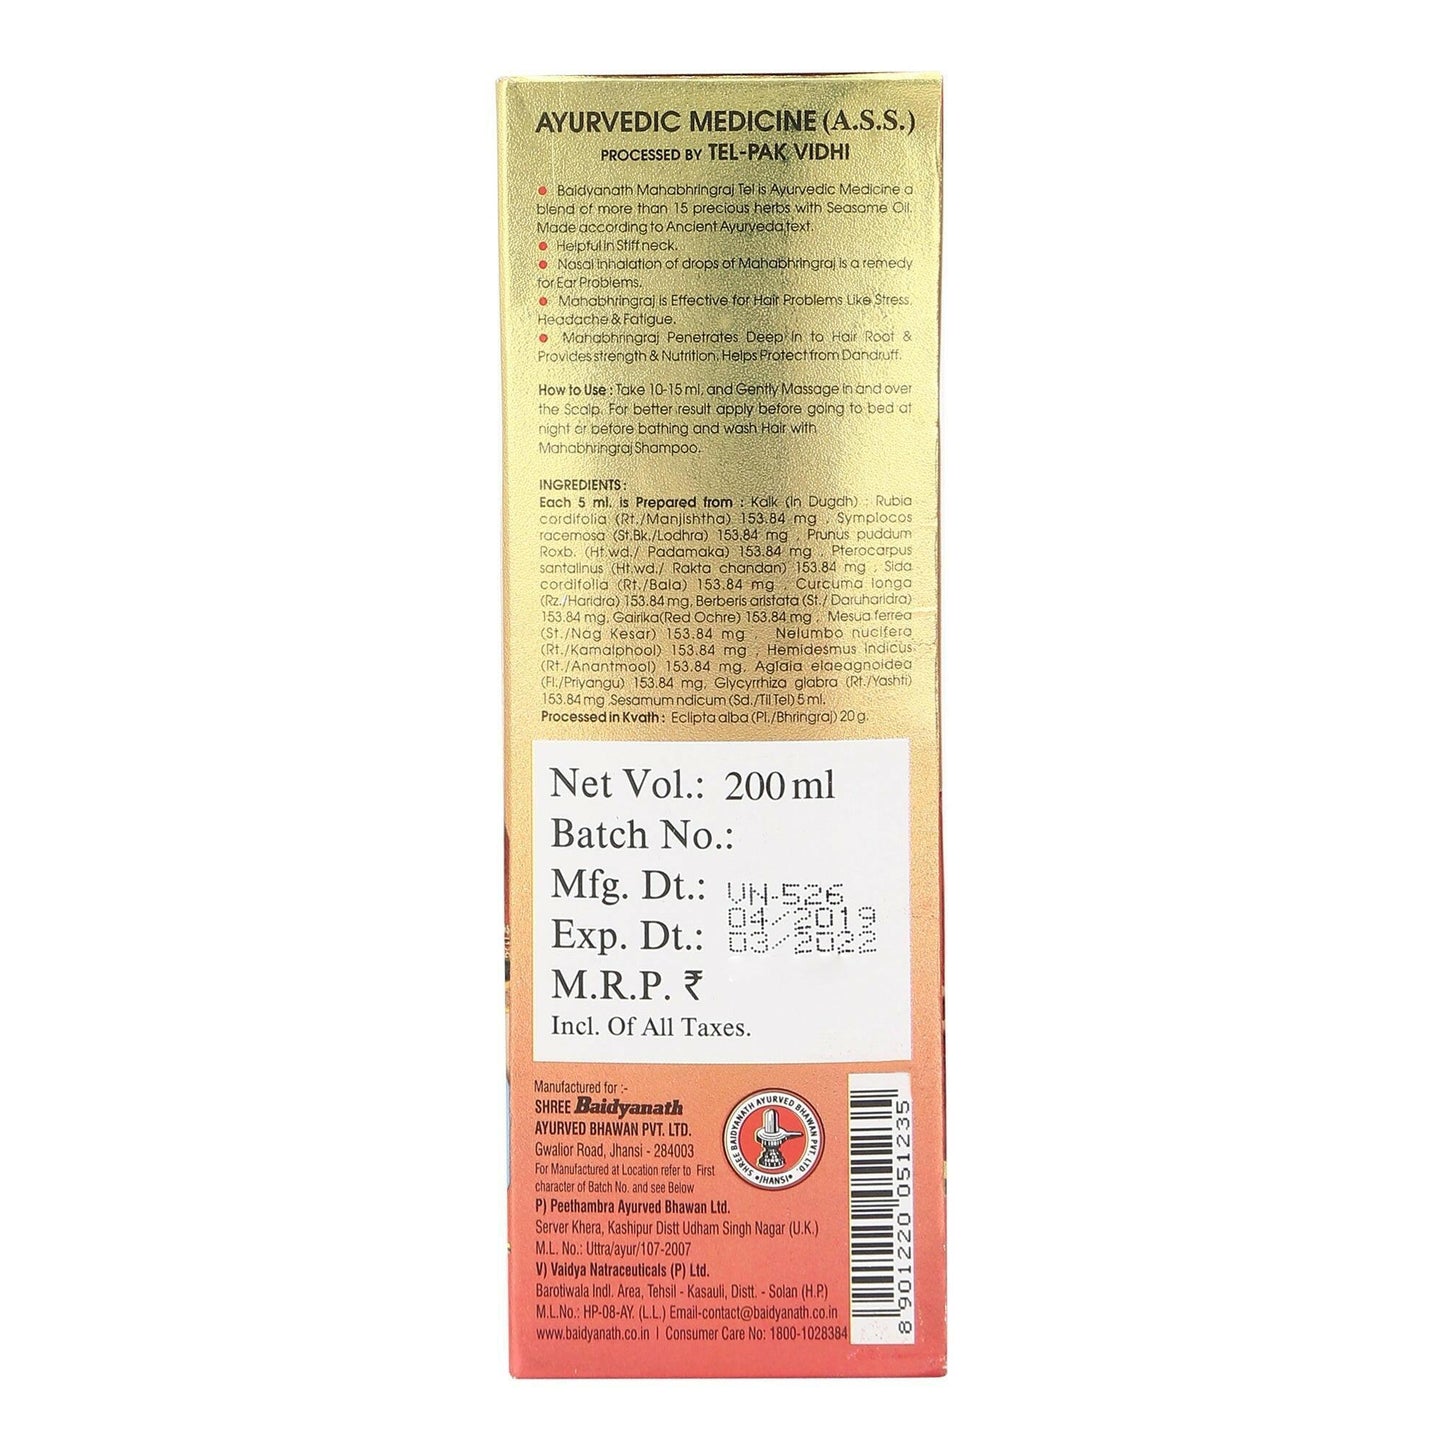 AYURVEDIC MEDICINE (A.S.S.)
PROCESSED BY TEL-PAK VIDHI
● Baidyanath Mahabhringraj Tel is Ayurvedic Medicine a
blend of more than 15 precious herbs with Seasame Oil.
Made according to Ancient Ayurveda text.
● Helpful in Stiff neck.
● Nasal inhalation of drops of Mahabhringraj is a remedy
for Ear Problems.
● Mahabhringraj is Effective for Hair Problems Like Stress,
Headache & Fatigue.
● Mahabhringraj Penetrates Deep in to Hair Root &
Provides strength & Nutrition, Helps Protect from Dandruff.
How to Use : Take 10-15 ml, and Gently Massage in and over
the Scalp. For better result apply before going to bed at
night or before bathing and wash Hair with
Mahabhringraj Shampoo.
INGREDIENTS :
Each 5 ml. is Prepared from : Kalk (in Dugdh) : Rubia
cordifolia (Rt./Manjishtha) 153.84 mg , Symplocos
racemosa (St.Bk./Lodhra) 153.84 mg , Prunus puddum
Roxb. (Ht.wd./ Padamaka) 153.84 mg , Pterocarpus
santalinus (Ht.wd./ Rakta chandan) 153.84 mg , Sida
cordifolia (Rt./Bala) 153.84 mg , Curcuma longa
(Rz./Haridra) 153.84 mg, Berberis aristata (St./ Daruharidra)
153.84 mg, Gairika(Red Ochre) 153.84 mg , Mesua ferrea
(St./Nag Kesar) 153.84 mg , Nelumbo nucifera
(Rt./Kamalphool) 153.84 mg , Hemidesmus indicus
(Rt./Anantmool) 153.84 mg, Aglaia elaeagnoidea
(Fl./Priyangu) 153.84 mg, Glycyrrhiza glabra (Rt./Yashti)
153.84 mg ,Sesamum ndicum (Sd./Til Tel) 5 ml.
Processed in Kvath : Eclipta alba (Pl./Bhringraj) 20 g.
Net Vol.: 200 ml
Batch No.:
Mfg. Dt.: VN-526
04/2019
Exp. Dt.: 03/2022
M.R.P. ₹
Incl. Of All Taxes.
Manufactured for :-
SHREE Baidyanath
AYURVED BHAWAN PVT. LTD.
Gwalior Road, Jhansi - 284003
For Manufactured at Location refer to First
character of Batch No. and see Below
P) Peethambra Ayurved Bhawan Ltd.
Server Khera, Kashipur Distt Udham Singh Nagar (U.K.)
M.L. No.: Uttra/ayur/107-2007
V) Vaidya Natraceuticals (P) Ltd.
Barotiwala Indl. Area, Tehsil - Kasauli, Distt. - Solan (H.P.)
M.L.No.: HP-08-AY. (L.L.) Email-contact@baidyanath.co.in
www.baidyanath.co.in | Consumer Care No: 1800-1028384
SHREE BAIDYANATH AYURVED BHAWAN PVT. LTD.
• JHANSI •
8 901220 051235